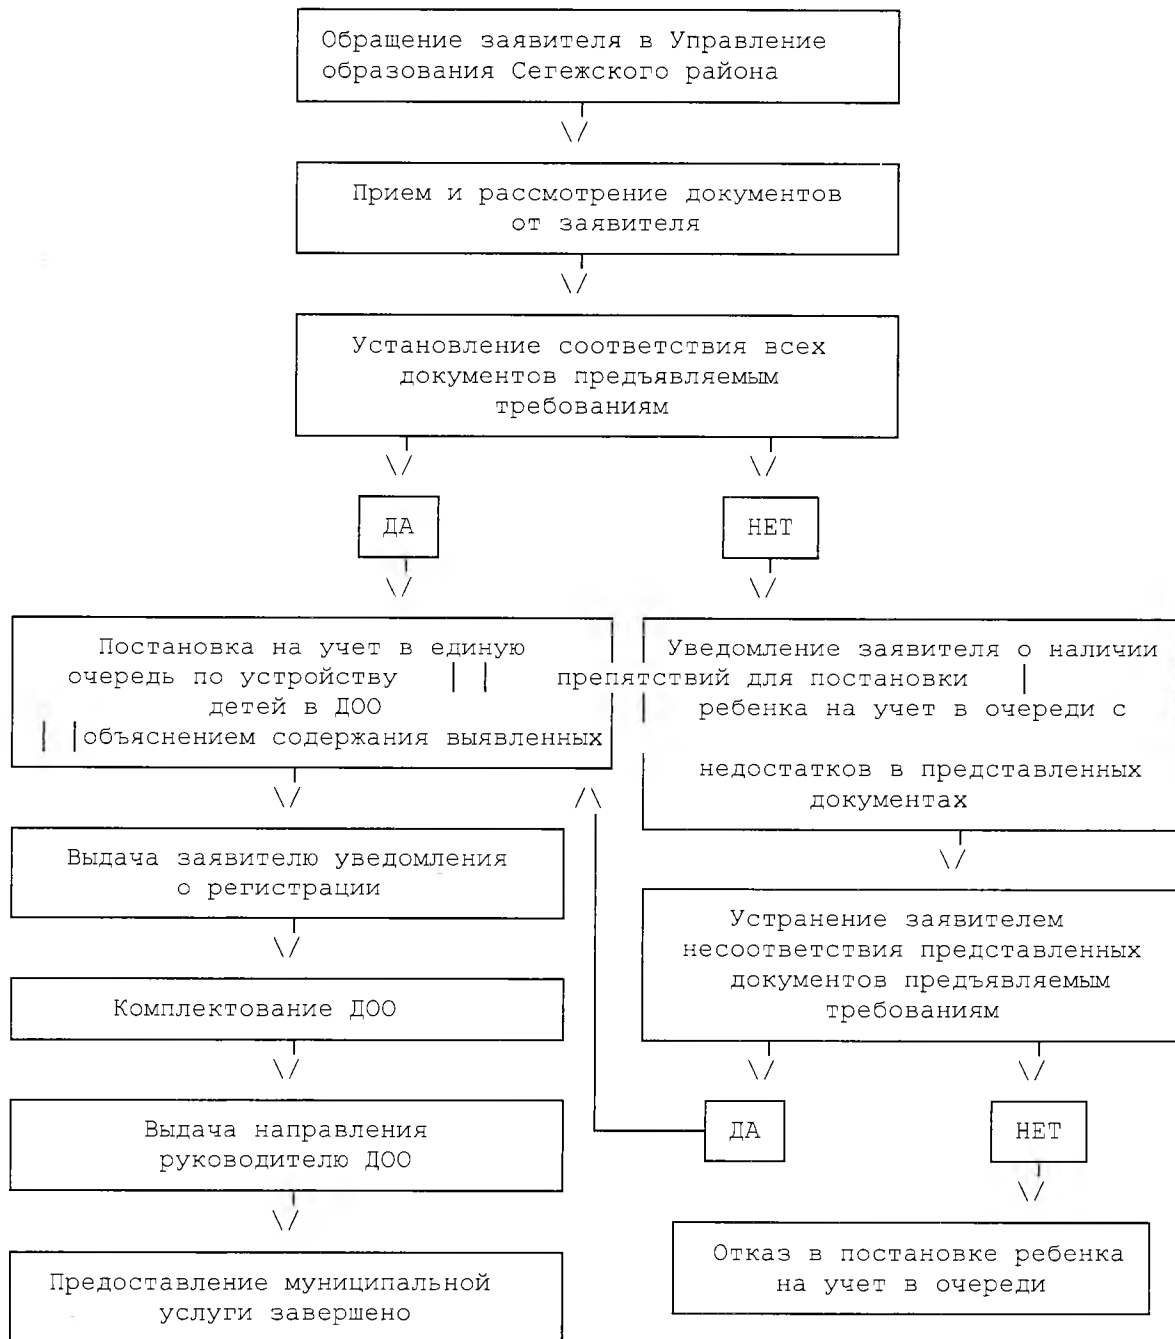 Обращение заявителя в Управление
образования Сегежского района
Прием и рассмотрение документов
от заявителя
Установление соответствия всех
документов предъявляемым
требованиям
ДА
НЕТ
Постановка на учет в единую
очередь по устройству
детей в ДОО
объяснением содержания выявленных
Уведомление заявителя о наличии
препятствий для постановки
ребенка на учет в очереди с
недостатков в представленных
документах
Выдача заявителю уведомления
о регистрации
Устранение заявителем
несоответствия представленных
документов предъявляемым
требованиям
Комплектование ДОО
ДА
НЕТ
Выдача направления
руководителю ДОО
Отказ в постановке ребенка
на учет в очереди
Предоставление муниципальной
услуги завершено